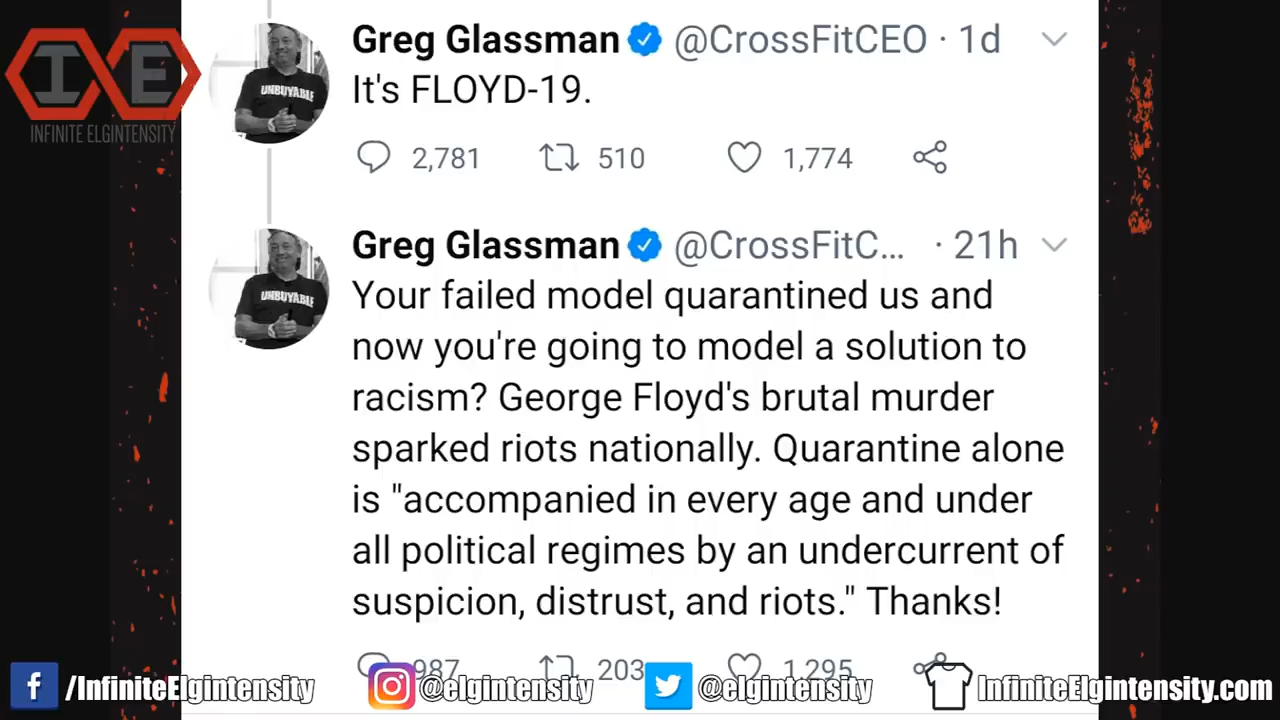 IE
INFINITE ELGINTENSITY
Greg Glassman @CrossFitCEO · 1d
UNBUYABLE
It's FLOYD-19.
2,781 510 1,774
Greg Glassman @CrossFitC... · 21h
UNBUYABLE
Your failed model quarantined us and
now you're going to model a solution to
racism? George Floyd's brutal murder
sparked riots nationally. Quarantine alone
is "accompanied in every age and under
all political regimes by an undercurrent of
suspicion, distrust, and riots." Thanks!
987 203 1,295
f /InfiniteElgintensity @elgintensity @elgintensity InfiniteElgintensity.com